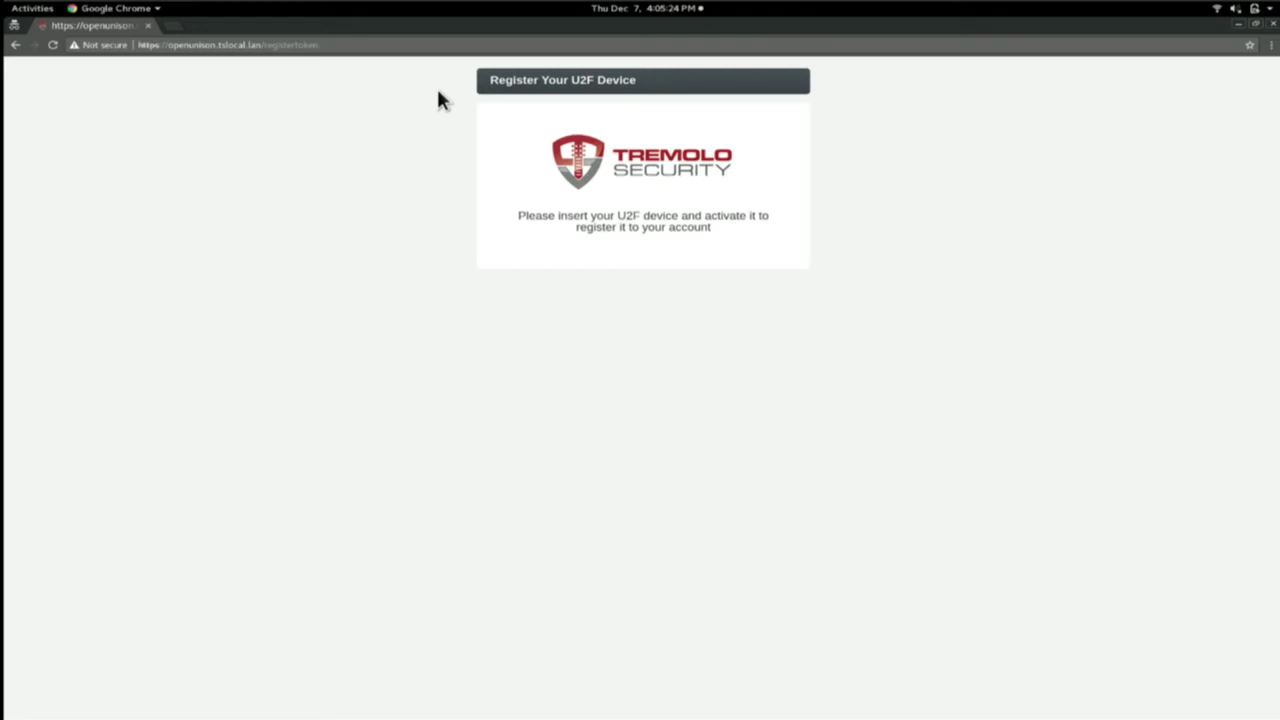 Activities Google Chrome Thu Dec 7, 4:05:24 PM
https://openunison.
Not secure https://openunison.tslocal.lan/registertoken
Register Your U2F Device
TREMOLO
SECURITY
Please insert your U2F device and activate it to
register it to your account